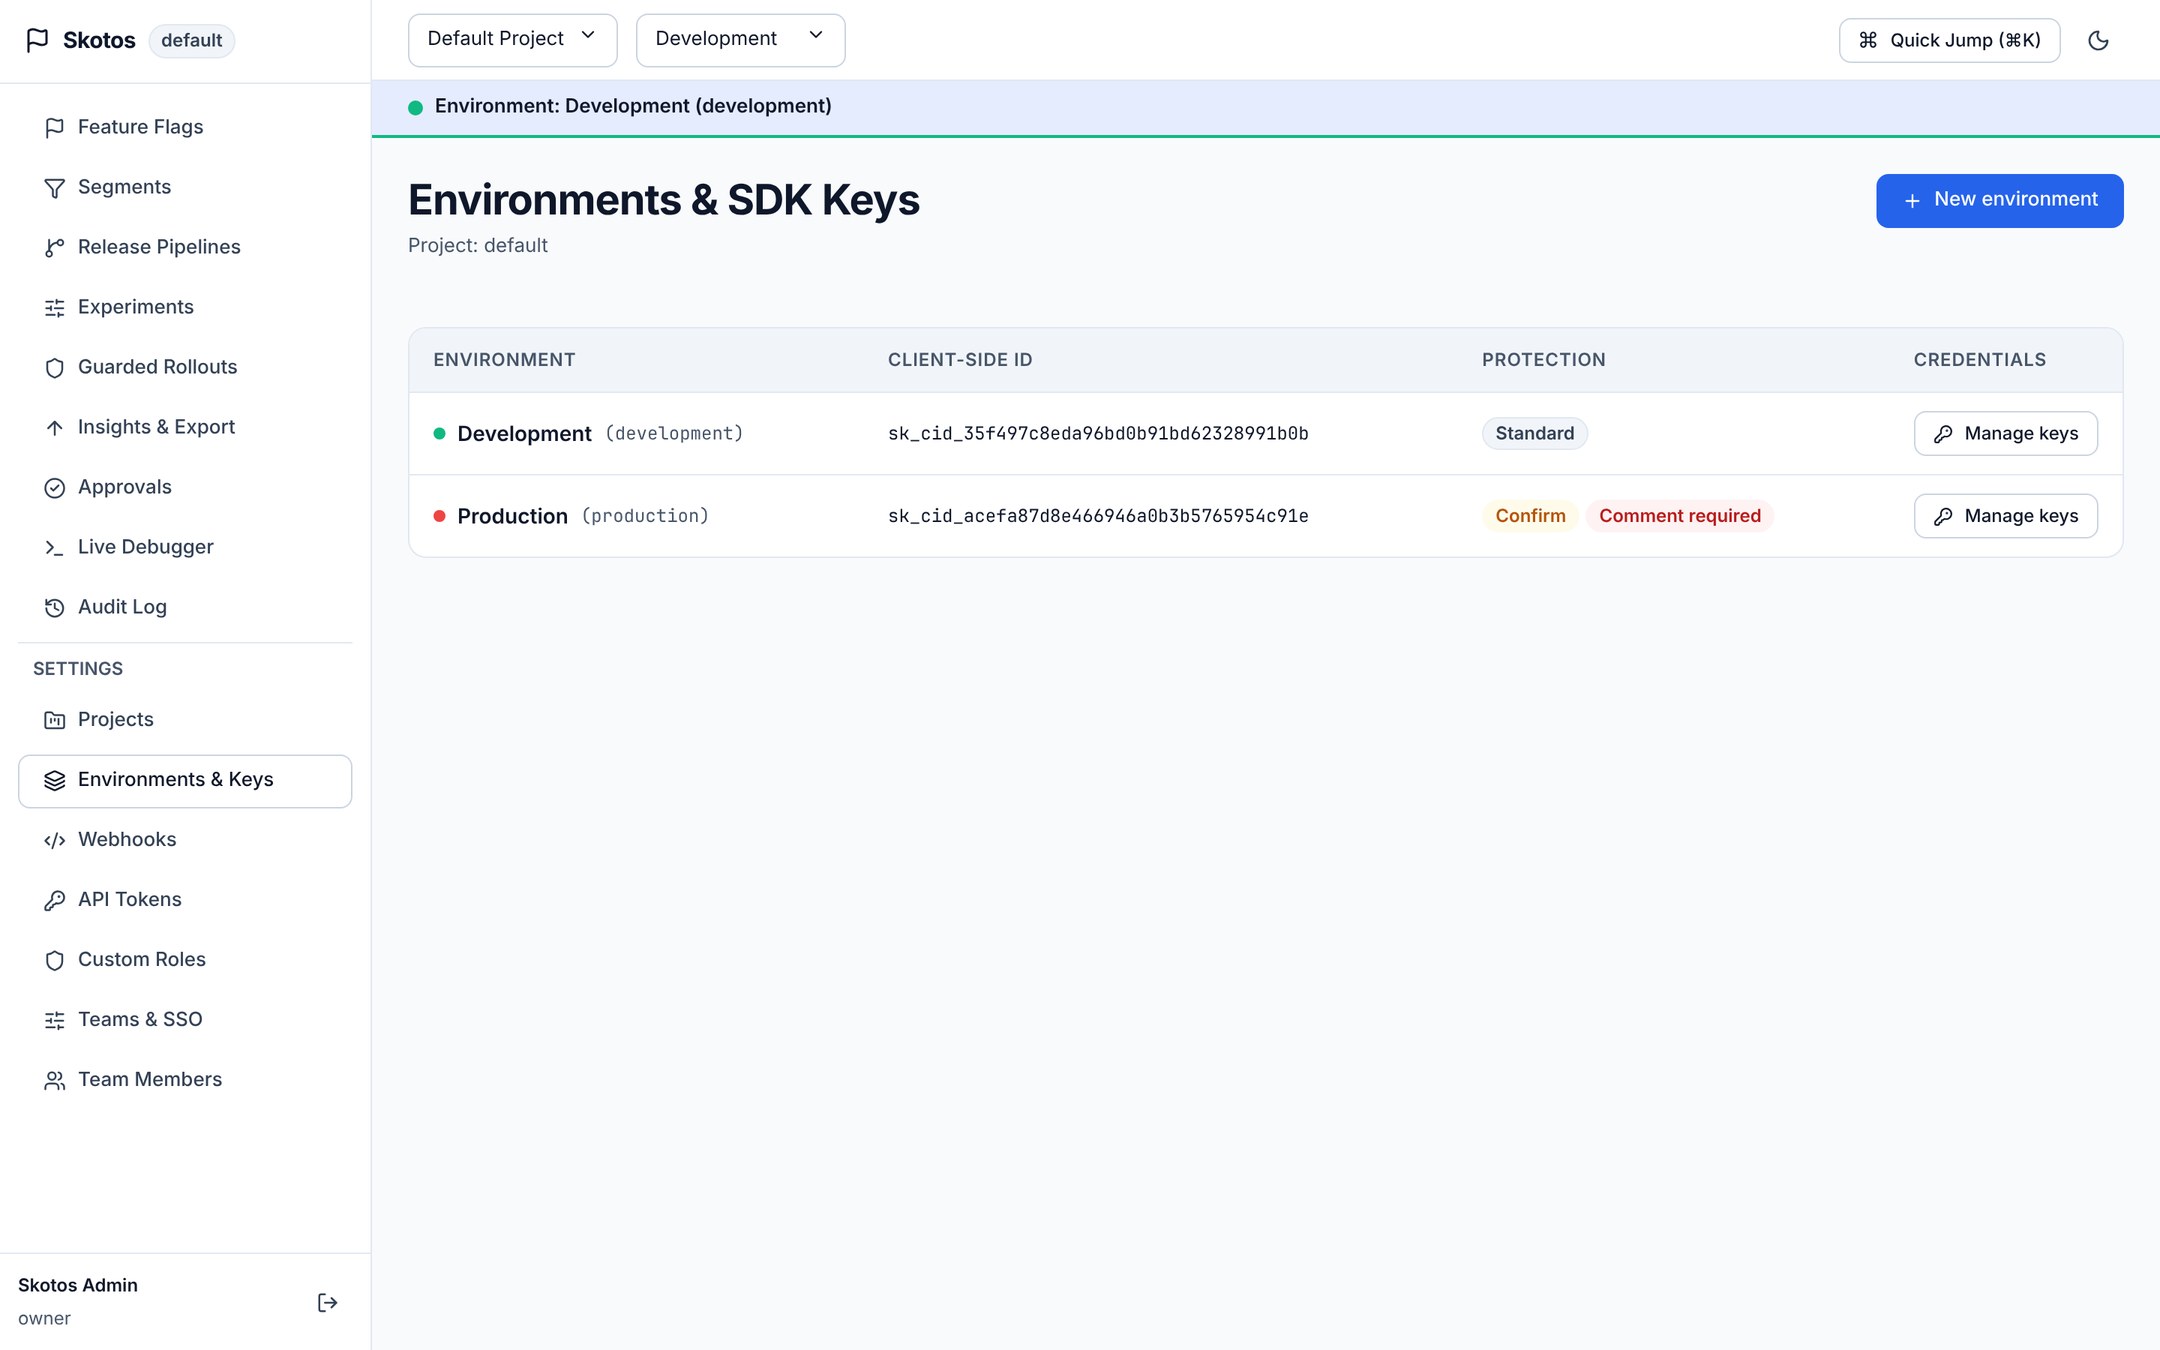 Skotos default
Default Project
Development
Quick Jump (⌘K)
Environment: Development (development)
Feature Flags
Segments
Release Pipelines
Experiments
Guarded Rollouts
Insights & Export
Approvals
Live Debugger
Audit Log
SETTINGS
Projects
Environments & Keys
Webhooks
API Tokens
Custom Roles
Teams & SSO
Team Members
Skotos Admin
owner
Environments & SDK Keys
Project: default
New environment
ENVIRONMENT CLIENT-SIDE ID PROTECTION CREDENTIALS
Development (development) sk_cid_35f497c8eda96bd0b91bd62328991b0b Standard Manage keys
Production (production) sk_cid_acefa87d8e466946a0b3b5765954c91e Confirm Comment required Manage keys